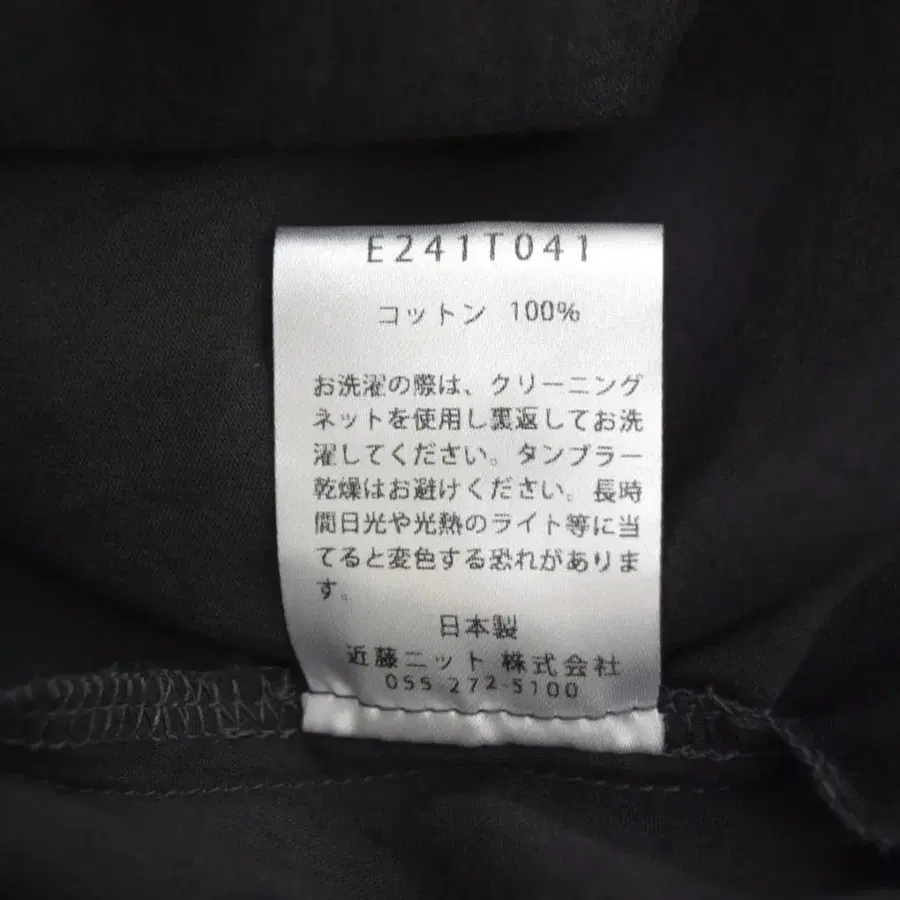 E241T041
コットン 100%
お洗濯の際は、クリーニング
ネットを使用し裏返してお洗
濯してください。タンブラー
乾燥はお避けください。長時
間日光や光熱のライト等に当
てると変色する恐れがありま
す。
日本製
近藤ニット 株式会社
055 272-5100